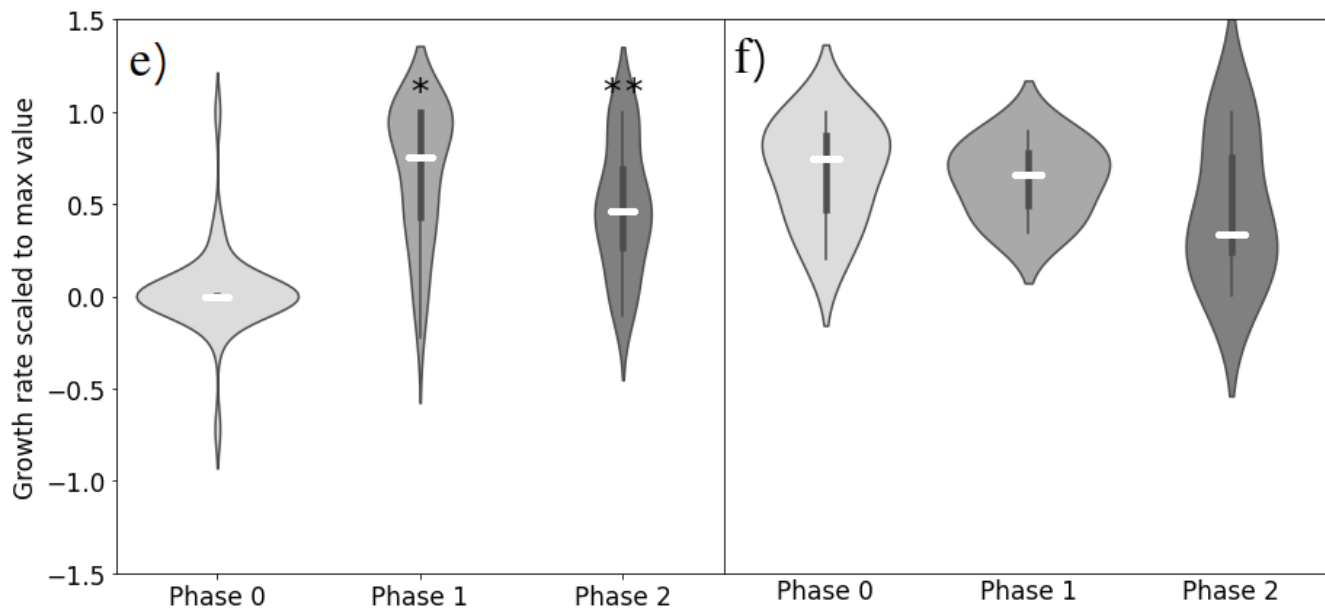 Growth rate scaled to max value
1.5
1.0
0.5
0.0
−0.5
−1.0
−1.5
e)
*
**
Phase 0
Phase 1
Phase 2
f)
Phase 0
Phase 1
Phase 2